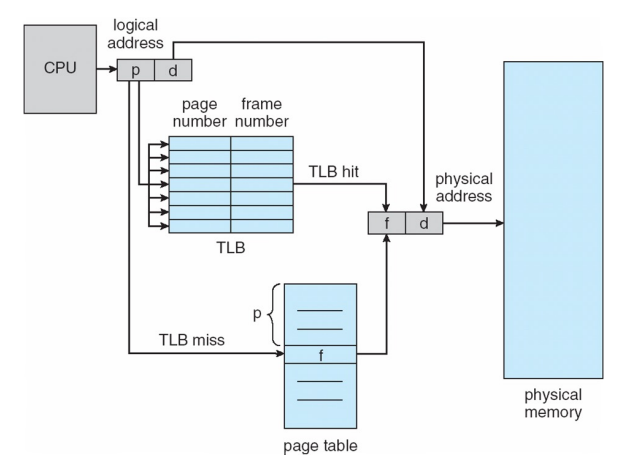 logical
address
CPU
p d
page frame
number number
TLB hit
physical
address
f d
TLB
p
TLB miss
f
physical
memory
page table